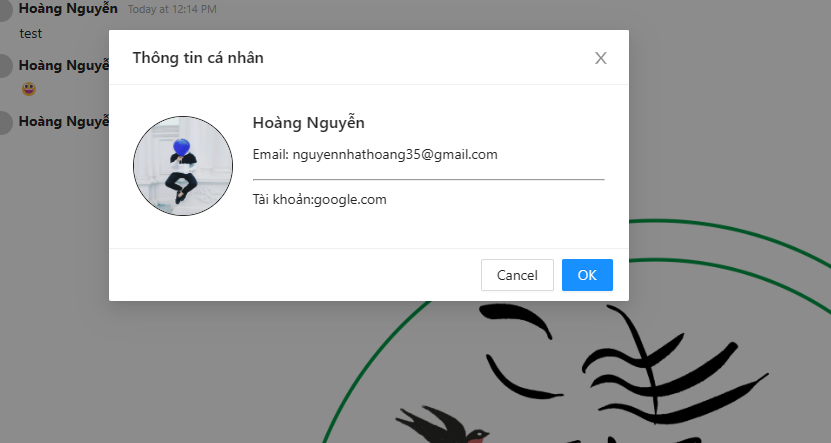 Hoàng Nguyễn Today at 12:14 PM
test
Hoàng Nguyễ
Hoàng Nguyễ
Thông tin cá nhân
Hoàng Nguyễn
Email: nguyennhathoang35@gmail.com
Tài khoản:google.com
Cancel OK